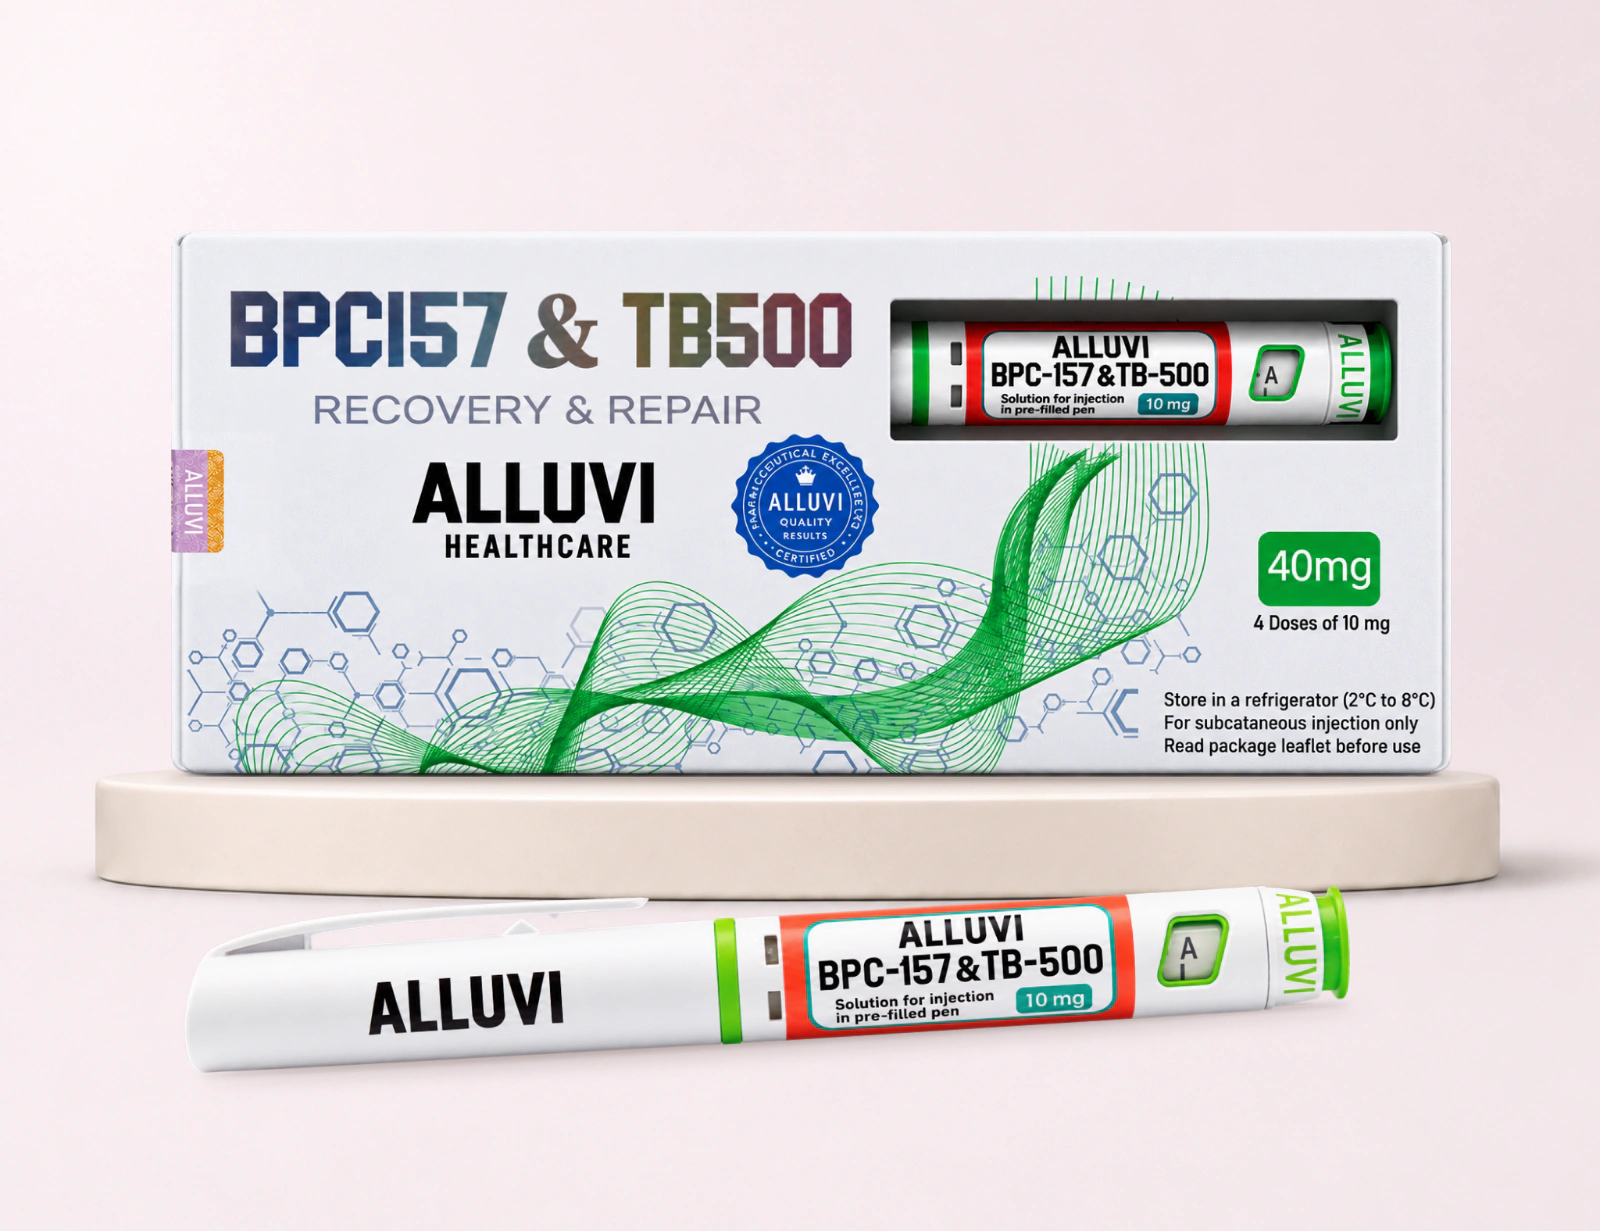 BPC157 & TB500
RECOVERY & REPAIR
ALLUVI
HEALTHCARE
ALLUVI
EXCELL
ALLUVI
QUALITY
RESULTS
CERTIFIED
ALLUVI
BPC-157 & TB-500
Solution for injection
in pre-filled pen
10 mg
A
ALLUVI
40mg
4 Doses of 10 mg
Store in a refrigerator (2°C to 8°C)
For subcataneous injection only
Read package leaflet before use
ALLUVI
ALLUVI
BPC-157 & TB-500
Solution for injection
in pre-filled pen
10 mg
A
ALLUVI